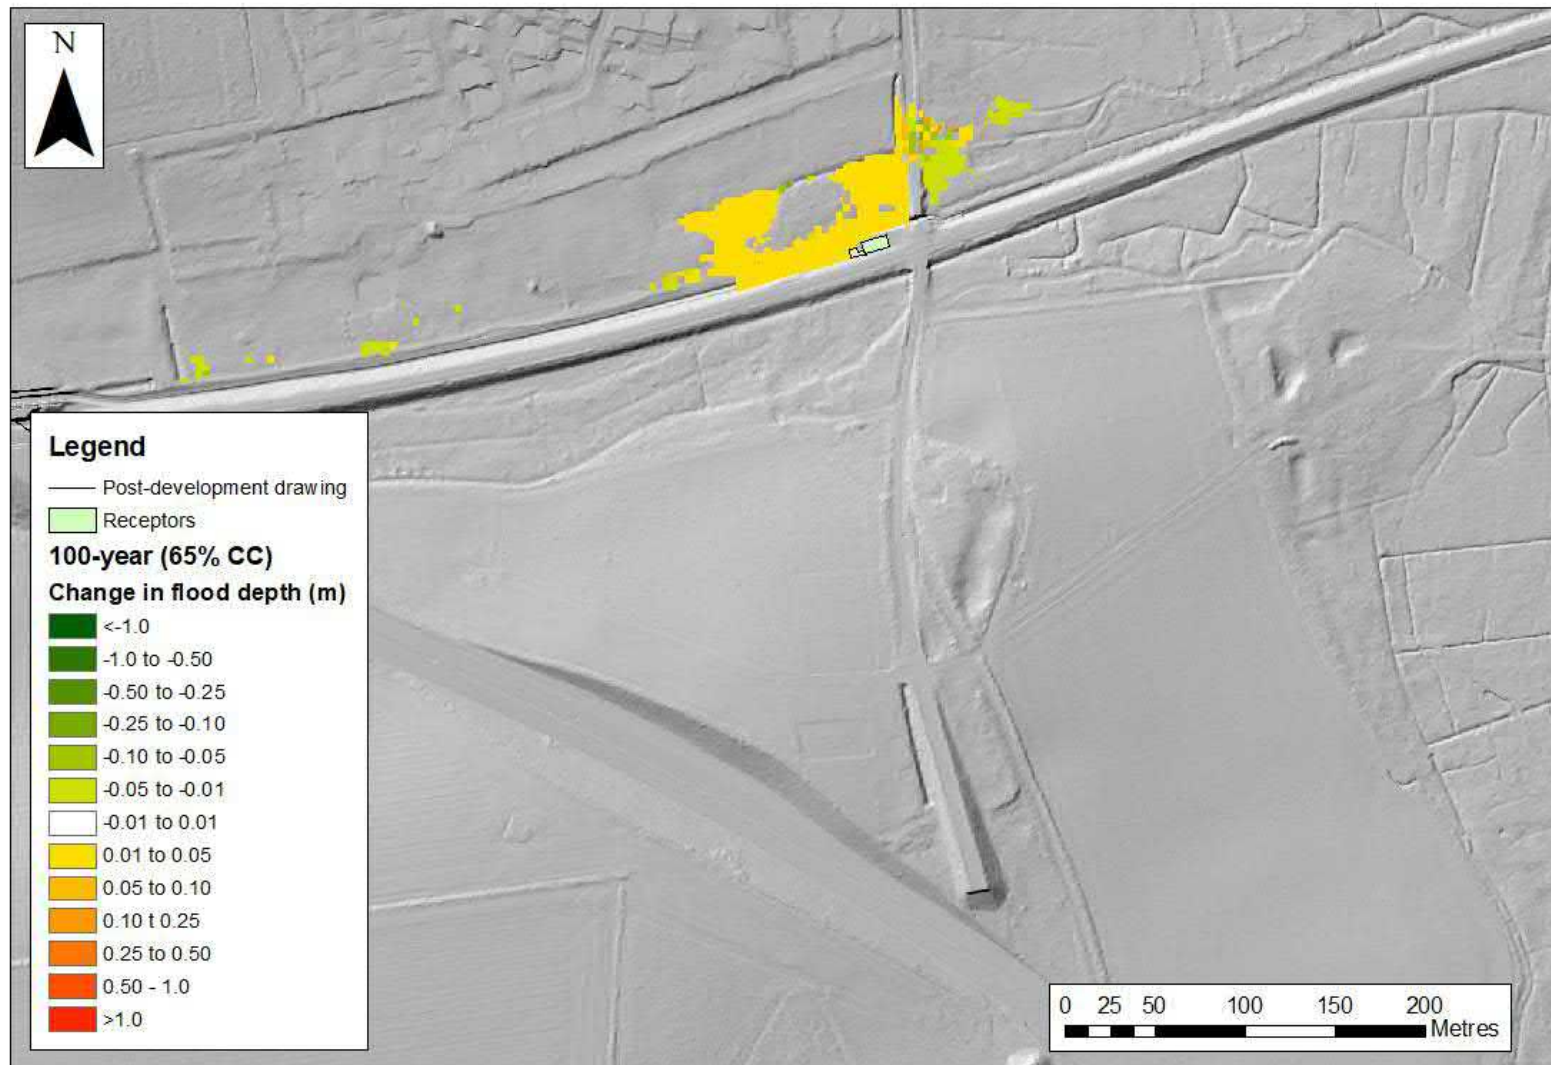 N
Legend
Post-development drawing
Receptors
100-year (65% CC)
Change in flood depth (m)
<-1.0
-1.0 to -0.50
-0.50 to -0.25
-0.25 to -0.10
-0.10 to -0.05
-0.05 to -0.01
-0.01 to 0.01
0.01 to 0.05
0.05 to 0.10
0.10 t 0.25
0.25 to 0.50
0.50 - 1.0
>1.0
0 25 50 100 150 200
Metres